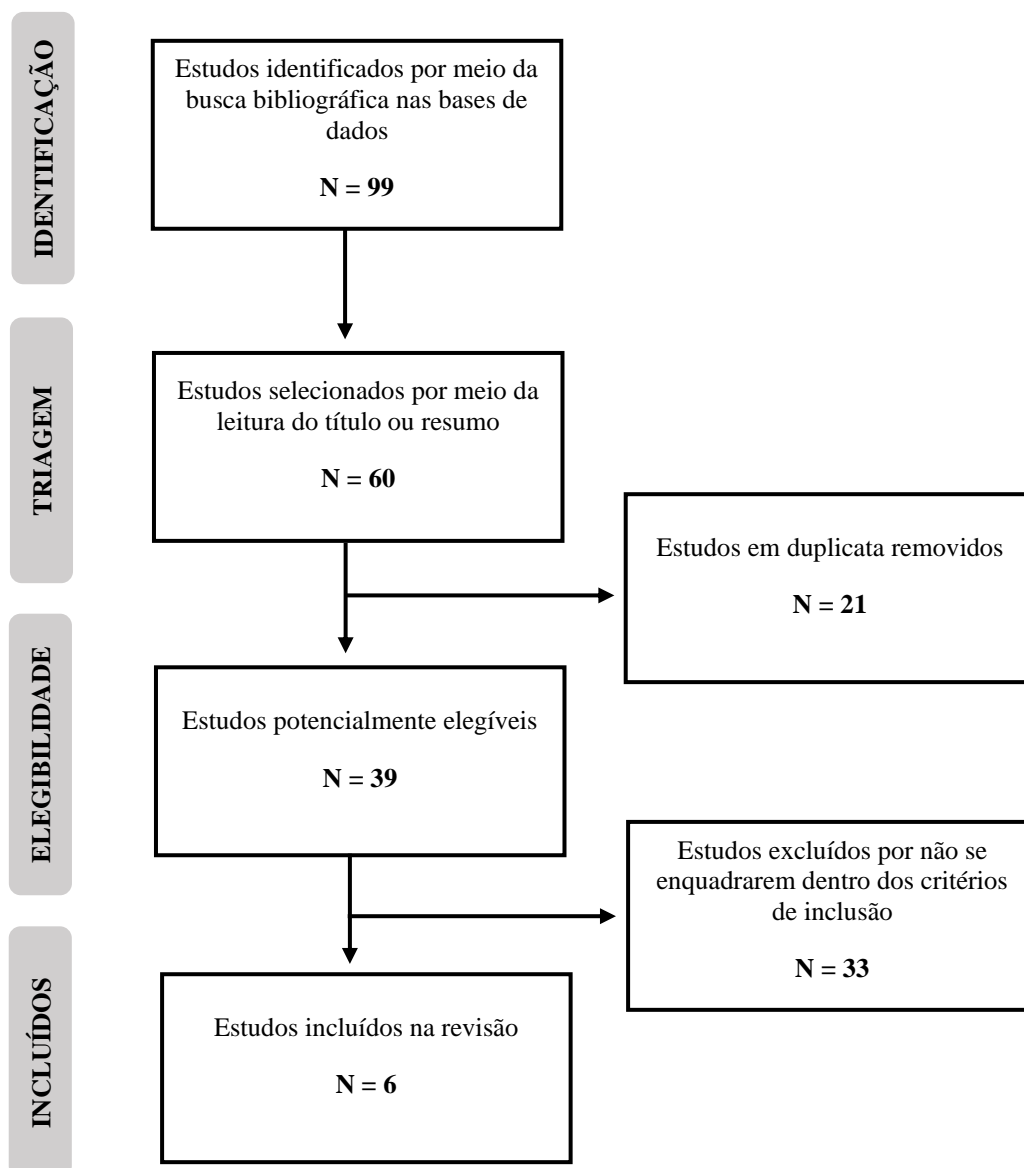 IDENTIFICAÇÃO
Estudos identificados por meio da
busca bibliográfica nas bases de
dados
N = 99
TRIAGEM
Estudos selecionados por meio da
leitura do título ou resumo
N = 60
Estudos em duplicata removidos
N = 21
ELEGIBILIDADE
Estudos potencialmente elegíveis
N = 39
Estudos excluídos por não se
enquadrarem dentro dos critérios
de inclusão
N = 33
INCLUÍDOS
Estudos incluídos na revisão
N = 6